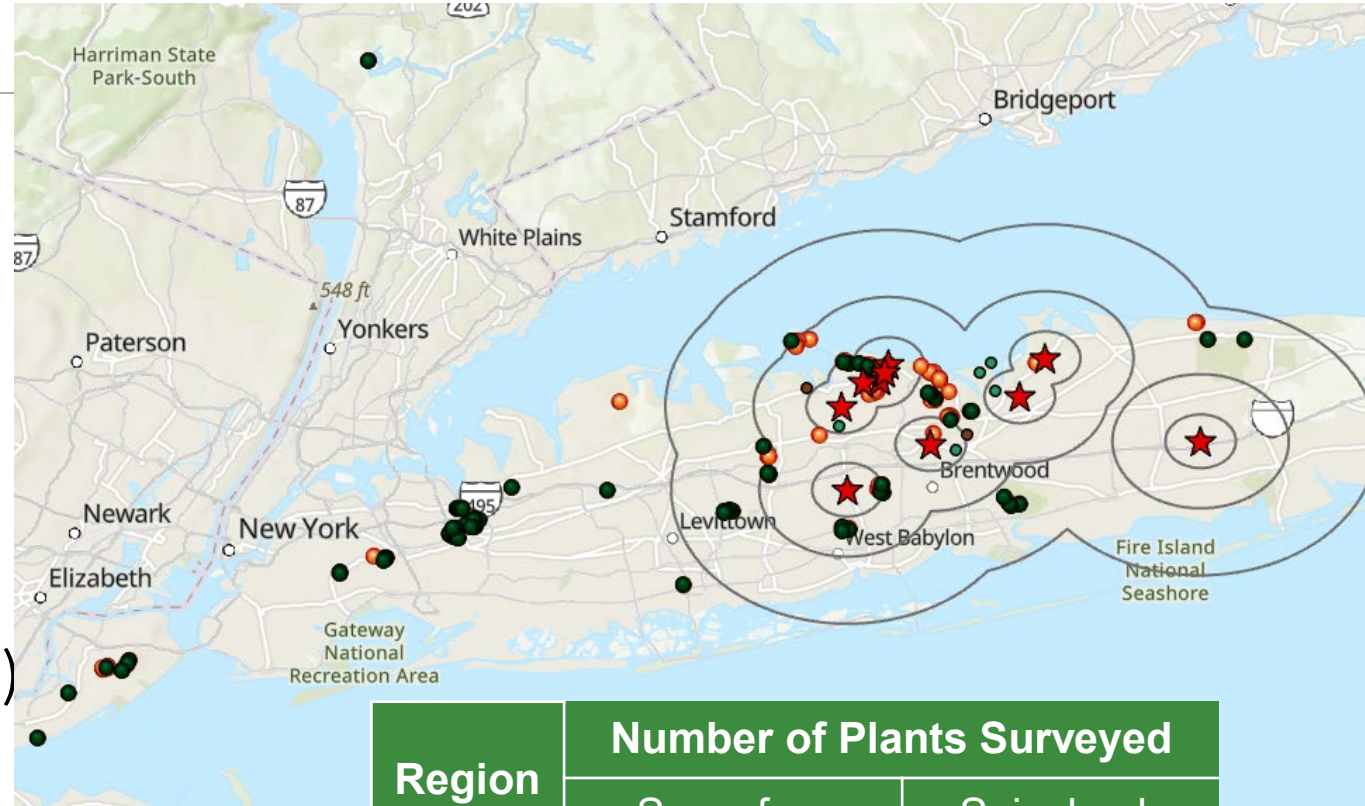 202
Harriman State
Park-South
Bridgeport
87
Stamford
White Plains
87
548 ft
Yonkers
Paterson
Brentwood
495
Newark
New York
Levittown
West Babylon
Elizabeth
Fire Island
National
Seashore
Gateway
National
Recreation Area
)
Region
Number of Plants Surveyed